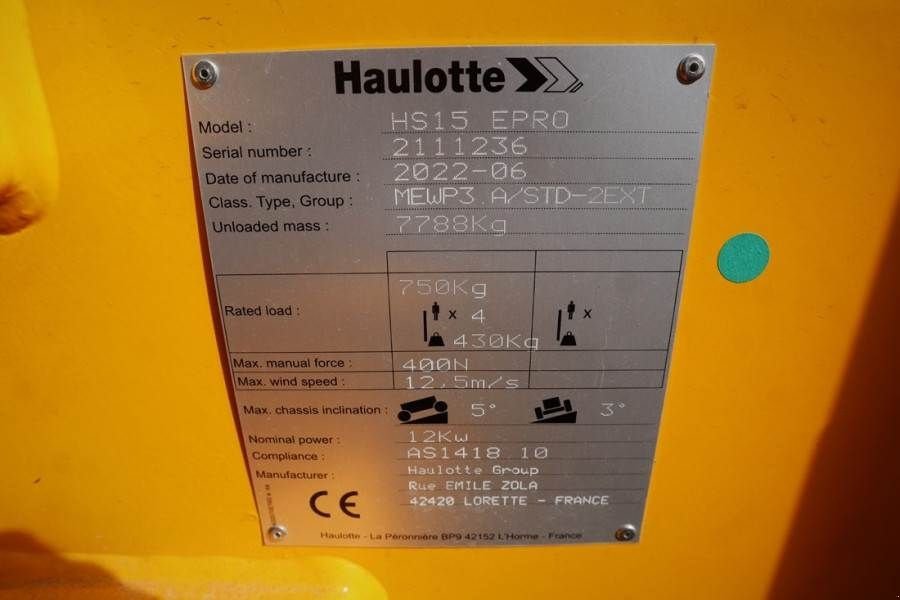 Haulotte
Model : HS15 EPRO
Serial number : 2111236
Date of manufacture : 2022-06
Class. Type, Group : MEWP3 A/STD-2EXT
Unloaded mass : 7788Kg
750Kg
Rated load : x 4 x
430Kg
Max. manual force : 400N
Max. wind speed : 12,5m/s
Max. chassis inclination : 5° 3°
Nominal power : 12Kw
Compliance : AS1418 10
Manufacturer : Haulotte Group
Rue EMILE ZOLA
42420 LORETTE - FRANCE
CE
Haulotte - La Péronnière BP9 42152 L'Horme - France